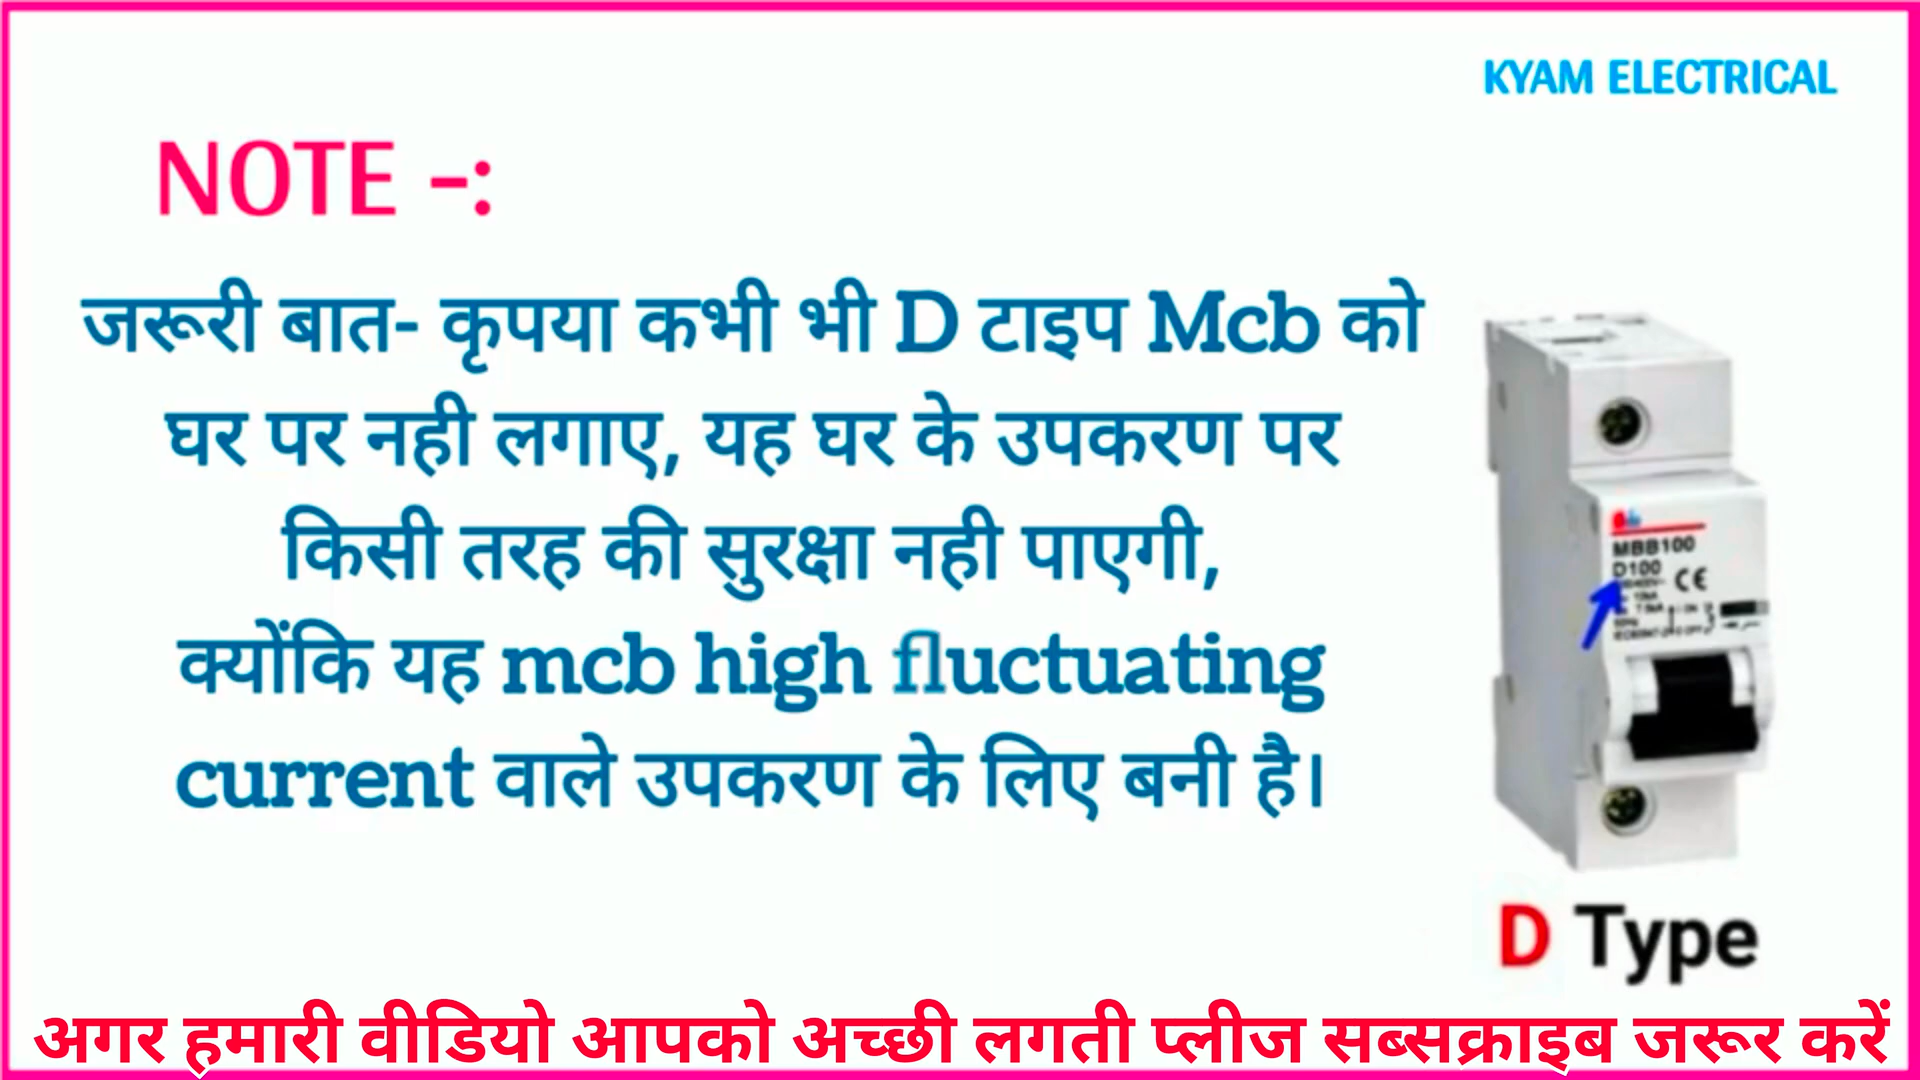 KYAM ELECTRICAL
NOTE -:
जरूरी बात- कृपया कभी भी D टाइप Mcb को
घर पर नही लगाए, यह घर के उपकरण पर
किसी तरह की सुरक्षा नही पाएगी,
क्योंकि यह mcb high fluctuating
current वाले उपकरण के लिए बनी है।
MBB100
D100
CE
D Type
अगर हमारी वीडियो आपको अच्छी लगती प्लीज सब्सक्राइब जरूर करें